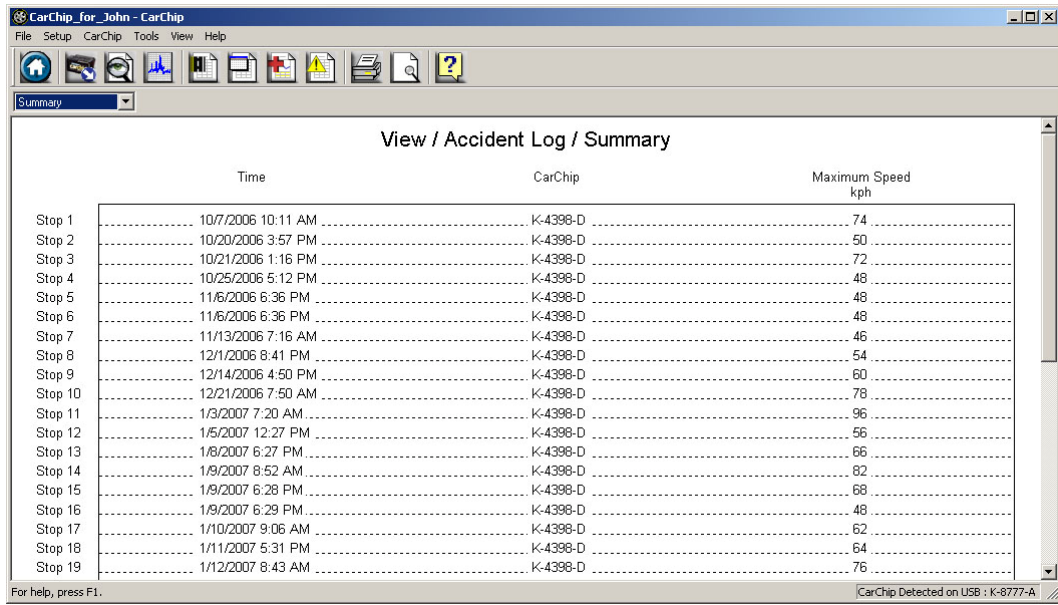 CarChip_for_John - CarChip
File Setup CarChip Tools View Help
Summary
View / Accident Log / Summary
Time CarChip Maximum Speed
kph
Stop 1 10/7/2006 10:11 AM K-4398-D 74
Stop 2 10/20/2006 3:57 PM K-4398-D 50
Stop 3 10/21/2006 1:16 PM K-4398-D 72
Stop 4 10/25/2006 5:12 PM K-4398-D 48
Stop 5 11/6/2006 6:36 PM K-4398-D 48
Stop 6 11/6/2006 6:36 PM K-4398-D 48
Stop 7 11/13/2006 7:16 AM K-4398-D 46
Stop 8 12/1/2006 8:41 PM K-4398-D 54
Stop 9 12/14/2006 4:50 PM K-4398-D 60
Stop 10 12/21/2006 7:50 AM K-4398-D 78
Stop 11 1/3/2007 7:20 AM K-4398-D 96
Stop 12 1/5/2007 12:27 PM K-4398-D 56
Stop 13 1/8/2007 6:27 PM K-4398-D 66
Stop 14 1/9/2007 8:52 AM K-4398-D 82
Stop 15 1/9/2007 6:28 PM K-4398-D 68
Stop 16 1/9/2007 6:29 PM K-4398-D 48
Stop 17 1/10/2007 9:06 AM K-4398-D 62
Stop 18 1/11/2007 5:31 PM K-4398-D 64
Stop 19 1/12/2007 8:43 AM K-4398-D 76
For help, press F1. CarChip Detected on USB : K-8777-A